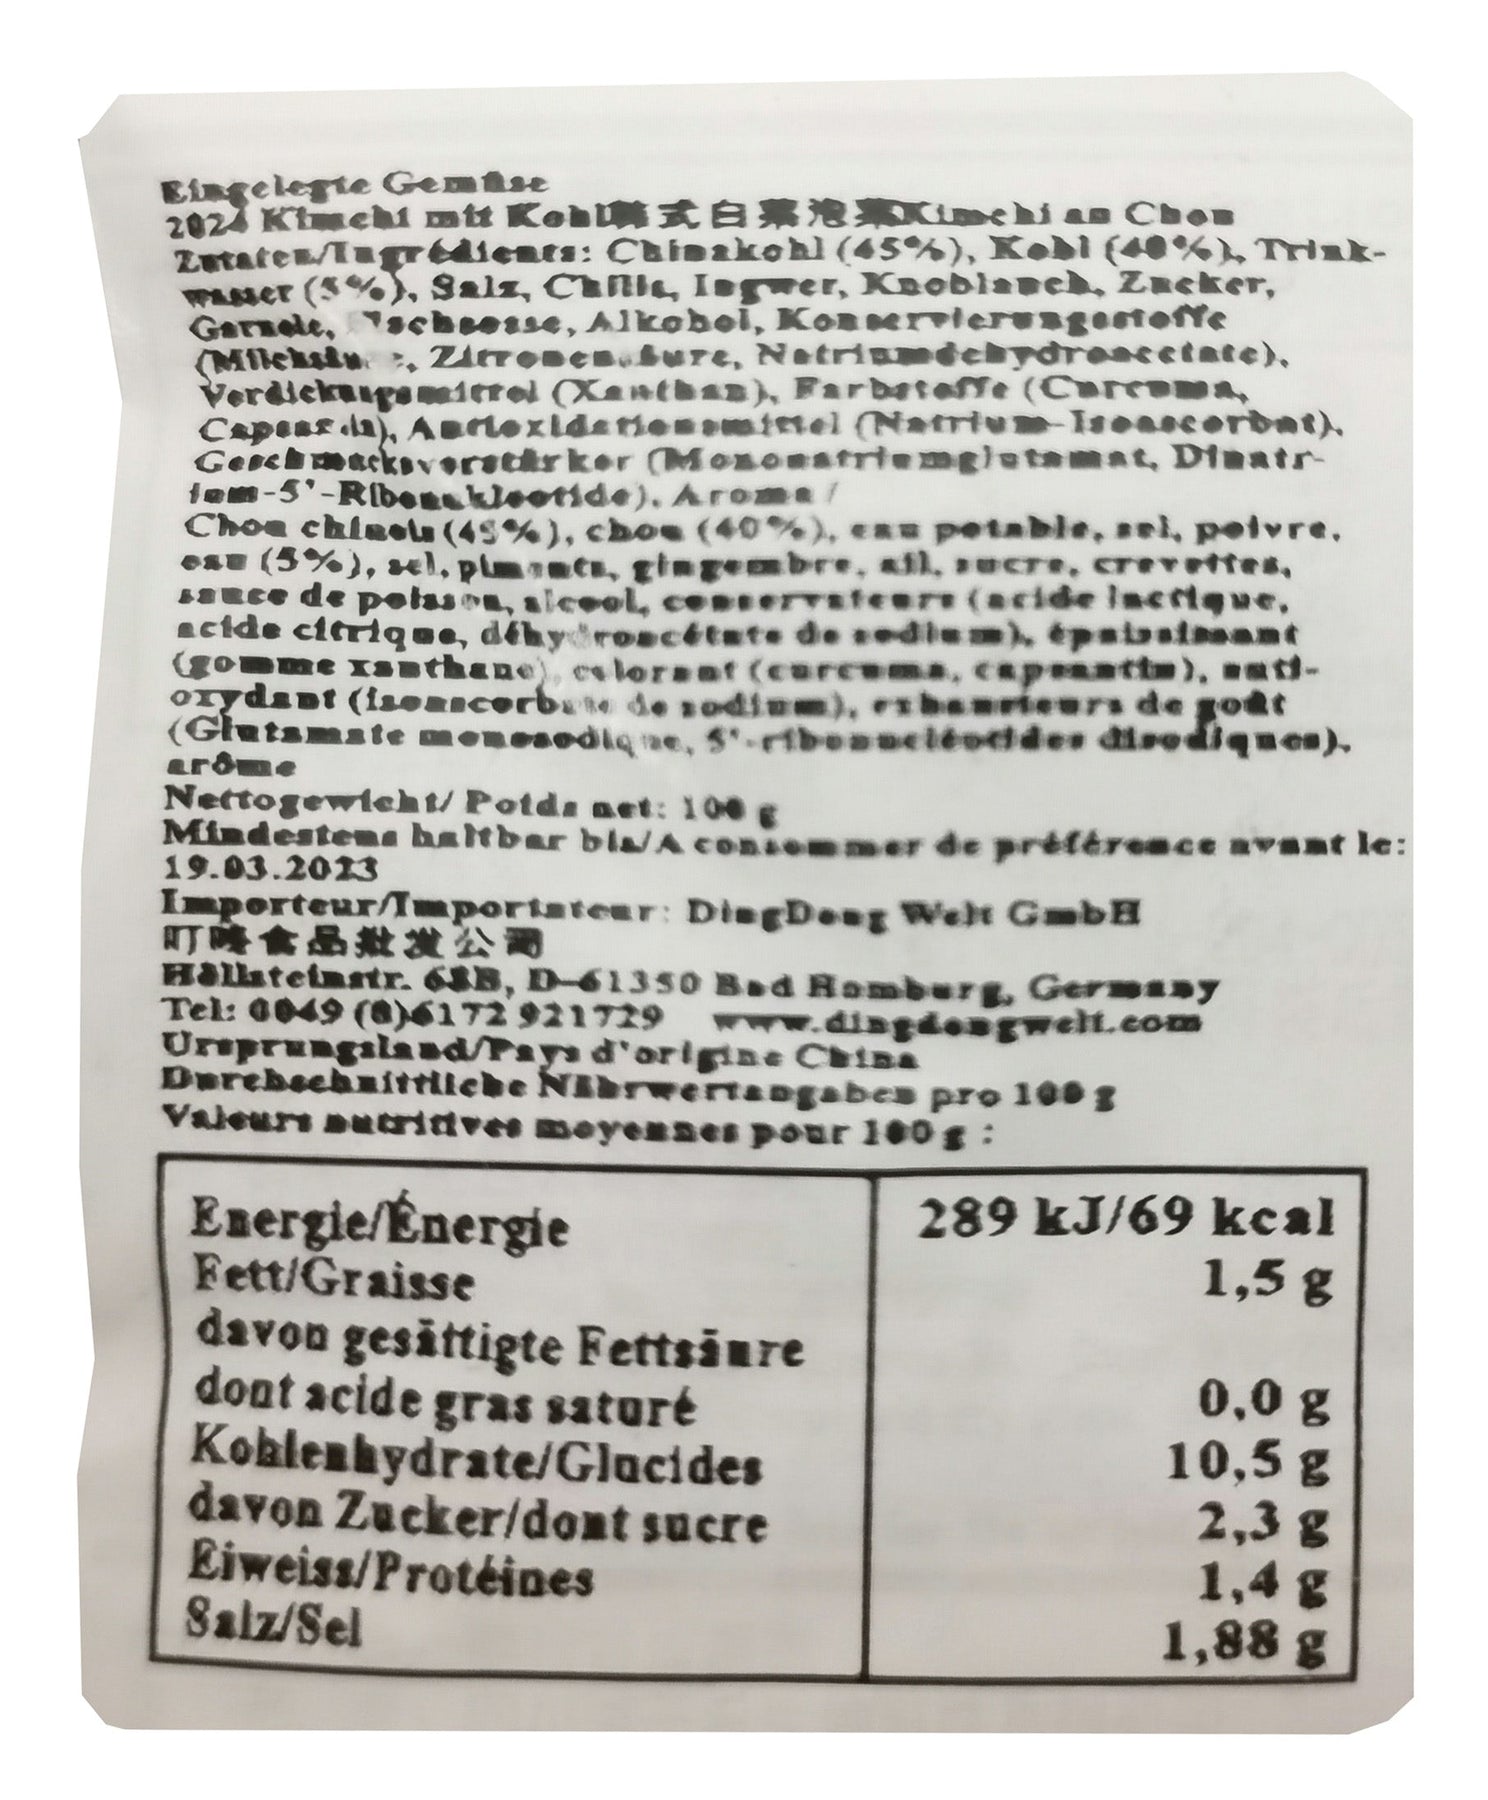 Eingelegte Gemüse
2024 Kimchi mit Kohl韩式白菜泡菜Kimchi au Chou
Zutaten/Ingrédients: Chinakohl (45%), Kohl (40%), Trink-
wasser (5%), Salz, Chillis, Ingwer, Knoblauch, Zucker,
Garnele, Alkohol, Konservierungsstoffe
Natriumdehydroacetate),
Verdickungsmittel (Xanthan), Farbstoffe (Curcuma,
Antioxidationsmittel (Natrium-Isoascorbat),
Geschmacksverstärker (Mononatriumglutamat, Dinatr-
ium-5'-Ribonukleotide), Aroma /
Chou chinois (45%), chou (40%), eau potable, sel, poivre,
eau (5%), sel, piments, gingembre, ail, sucre, crevettes,
sauce de poisson, alcool, conservateurs (acide lactique,
acide citrique, déhydroacétate de sodium), épaississant
(gomme xanthane), colorant (curcuma, capsantin), anti-
oxydant (isoascorbate de sodium), exhausteurs de goût
(Glutamate monosodique, 5'-ribonucléotides disodiques),
arôme
Nettogewicht/ Poids net: 100 g
Mindestens haltbar bis/A consommer de préférence avant le:
19.03.2023
Importeur/Importateur: DingDong Welt GmbH
叮咚食品批发公司
68B, D-61350 Bad Homburg, Germany
Tel: 0049 (0)6172 921729 www.dingdongwelt.com
Ursprungsland/Pays d'origine China
Durchschnittliche Nährwertangaben pro 100 g
Valeurs nutritives moyennes pour 100 g :
Energie/Énergie 289 kJ/69 kcal
Fett/Graisse 1,5 g
davon gesättigte Fettsäure
dont acide gras saturé 0,0 g
Kohlenhydrate/Glucides 10,5 g
davon Zucker/dont sucre 2,3 g
Eiweiss/Protéines 1,4 g
Salz/Sel 1,88 g